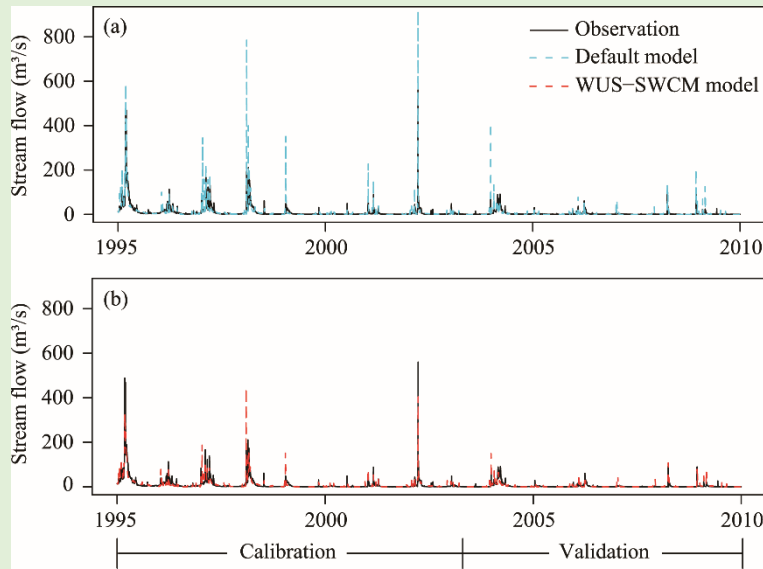 (a)
Observation
Default model
WUS−SWCM model
Stream flow (m³/s)
800
600
400
200
0
1995 2000 2005 2010
(b)
Stream flow (m³/s)
800
600
400
200
0
1995 2000 2005 2010
Calibration Validation